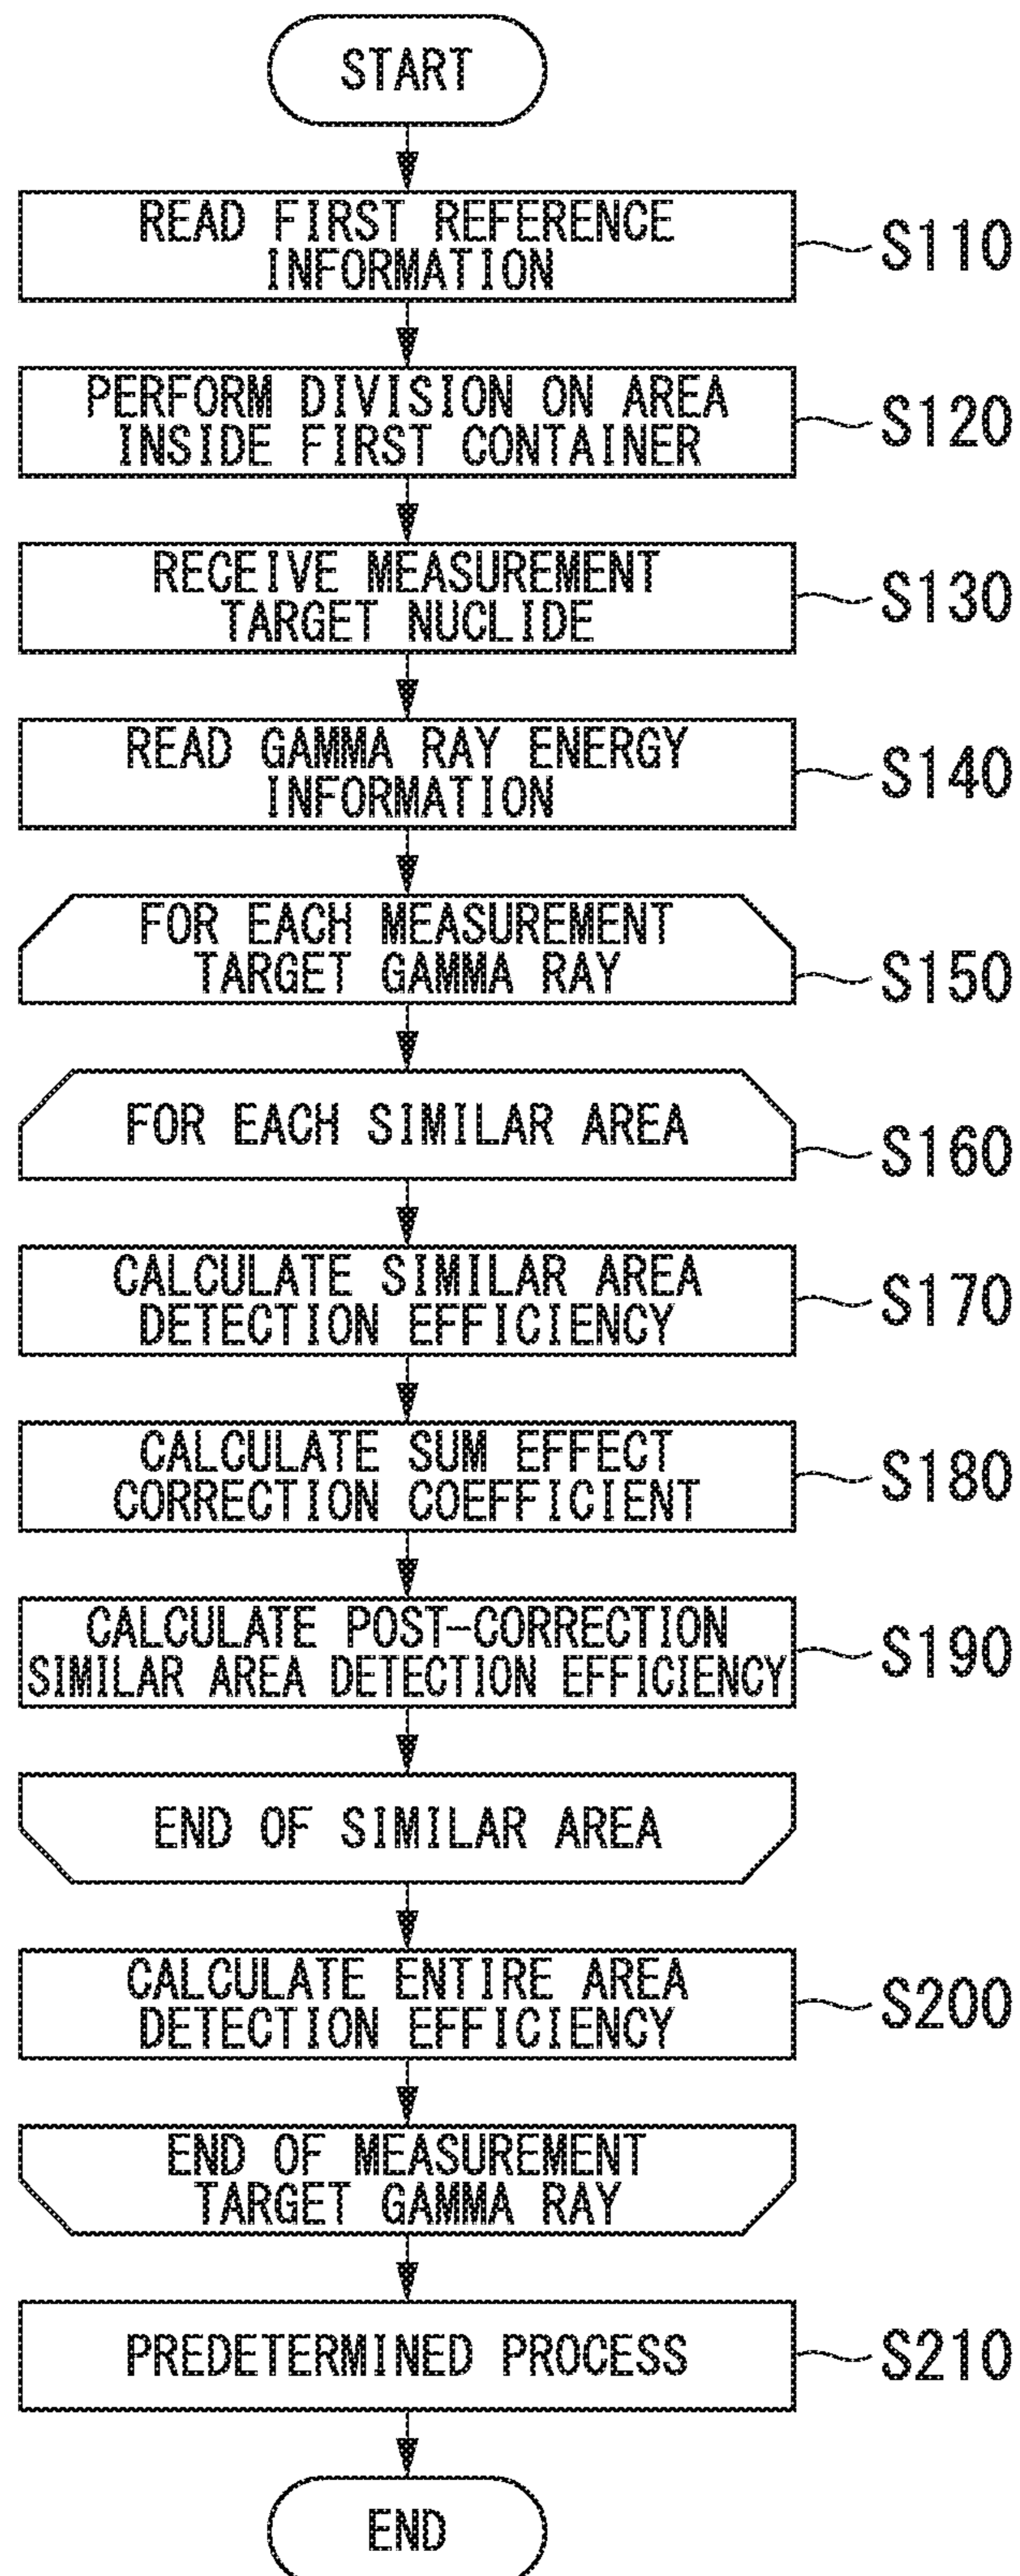 START
READ FIRST REFERENCE
INFORMATION
S110
PERFORM DIVISION ON AREA
INSIDE FIRST CONTAINER
S120
RECEIVE MEASUREMENT
TARGET NUCLIDE
S130
READ GAMMA RAY ENERGY
INFORMATION
S140
FOR EACH MEASUREMENT
TARGET GAMMA RAY
S150
FOR EACH SIMILAR AREA
S160
CALCULATE SIMILAR AREA
DETECTION EFFICIENCY
S170
CALCULATE SUM EFFECT
CORRECTION COEFFICIENT
S180
CALCULATE POST-CORRECTION
SIMILAR AREA DETECTION EFFICIENCY
S190
END OF SIMILAR AREA
CALCULATE ENTIRE AREA
DETECTION EFFICIENCY
S200
END OF MEASUREMENT
TARGET GAMMA RAY
PREDETERMINED PROCESS
S210
END